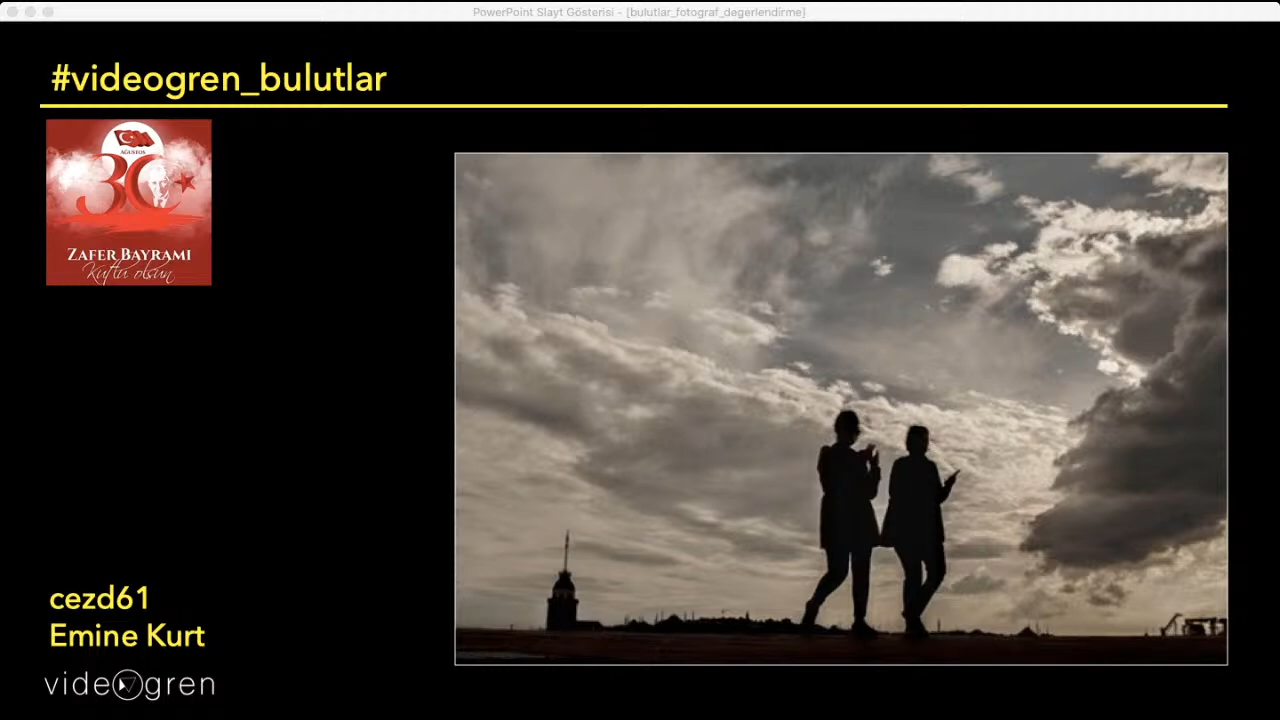 PowerPoint Slayt Gösterisi - [bulutlar_fotograf_degerlendirme]
#videogren_bulutlar
AĞUSTOS
30
ZAFER BAYRAMI
Kutlu olsun
cezd61
Emine Kurt
videogren